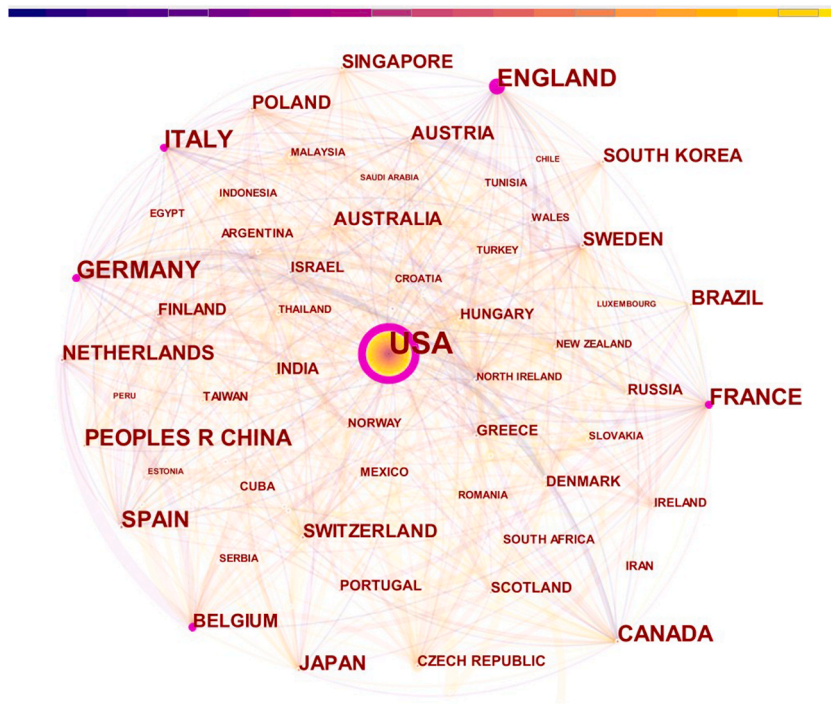 SINGAPORE
ENGLAND
POLAND
ITALY
AUSTRIA
MALAYSIA
CHILE
SOUTH KOREA
SAUDI ARABIA
TUNISIA
INDONESIA
EGYPT
AUSTRALIA
WALES
ARGENTINA
SWEDEN
TURKEY
GERMANY
ISRAEL
CROATIA
BRAZIL
FINLAND
THAILAND
HUNGARY
LUXEMBOURG
USA
NEW ZEALAND
NETHERLANDS
INDIA
NORTH IRELAND
RUSSIA
PERU
TAIWAN
FRANCE
NORWAY
PEOPLES R CHINA
GREECE
SLOVAKIA
ESTONIA
MEXICO
CUBA
DENMARK
ROMANIA
IRELAND
SPAIN
SWITZERLAND
SOUTH AFRICA
SERBIA
IRAN
PORTUGAL
SCOTLAND
BELGIUM
CANADA
JAPAN
CZECH REPUBLIC